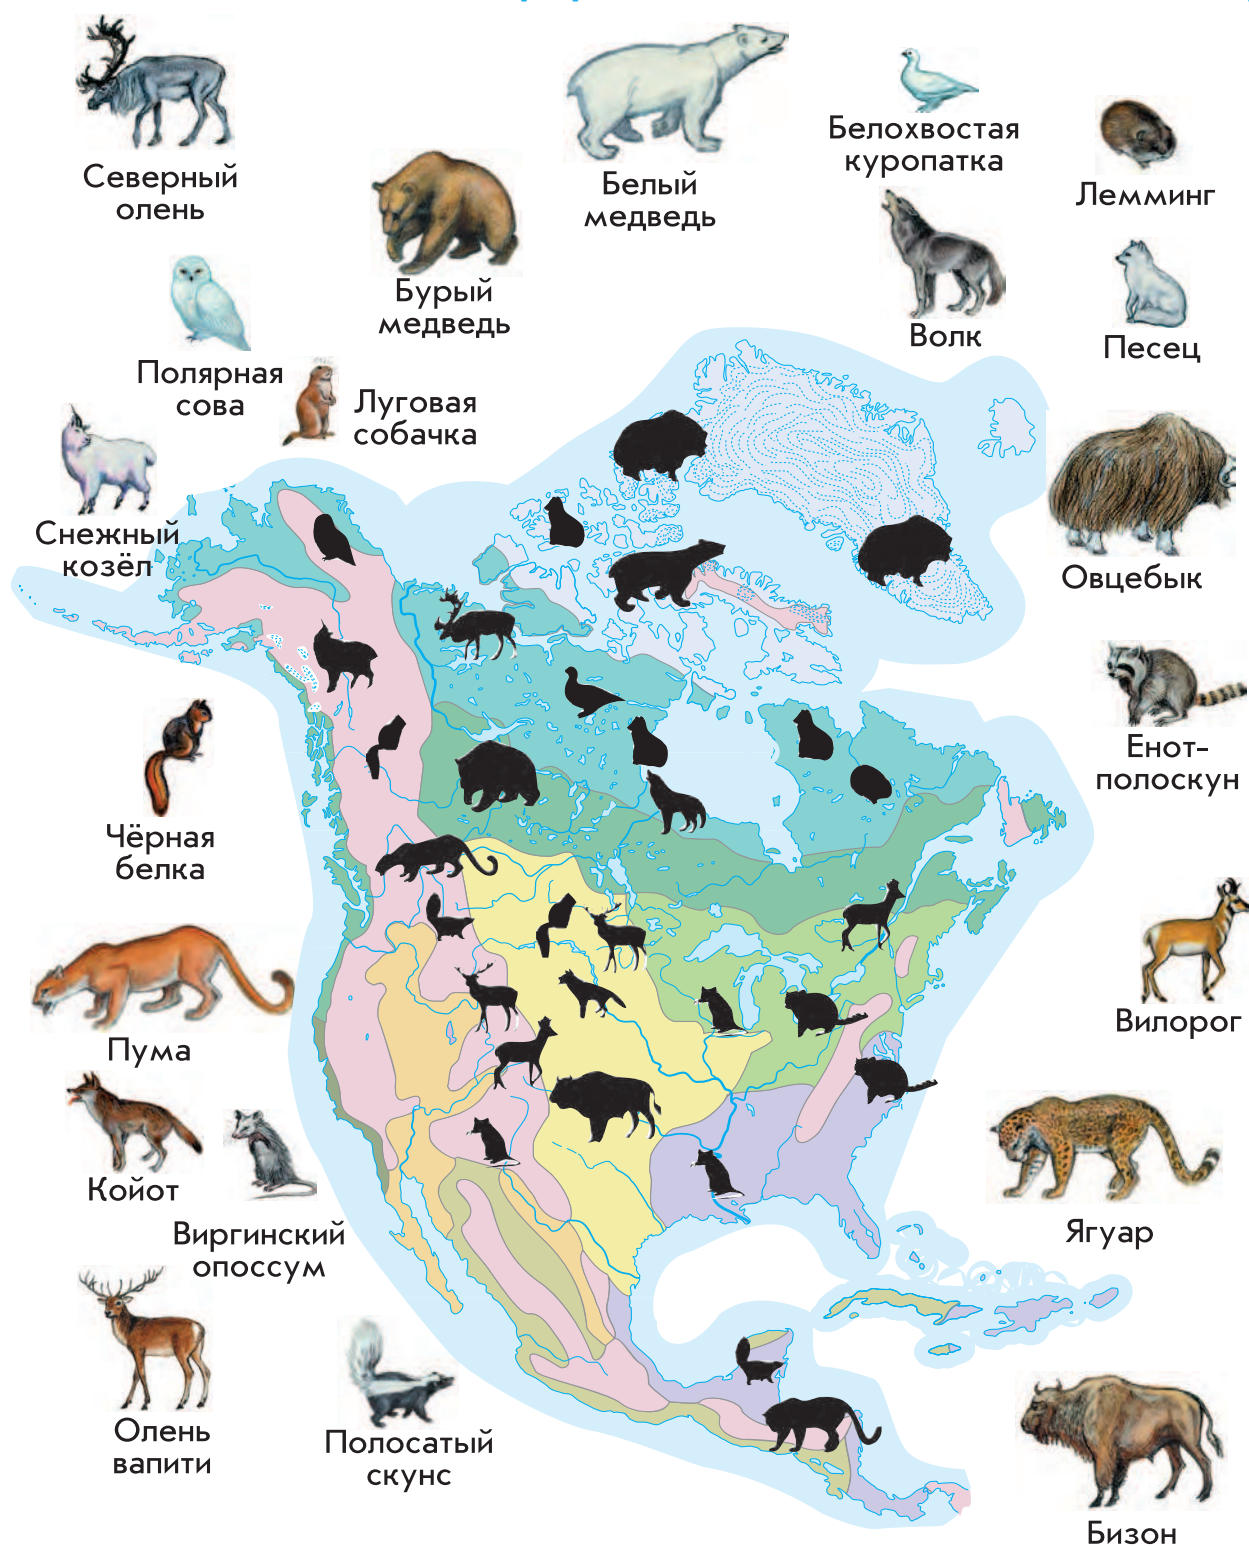 Северный
олень
Бурый
медведь
Белый
медведь
Белохвостая
куропатка
Лемминг
Волк
Песец
Полярная
сова
Луговая
собачка
Снежный
козёл
Овцебык
Енот-
полоскун
Чёрная
белка
Пума
Вилорог
Койот
Виргинский
опоссум
Ягуар
Олень
вапити
Полосатый
скунс
Бизон